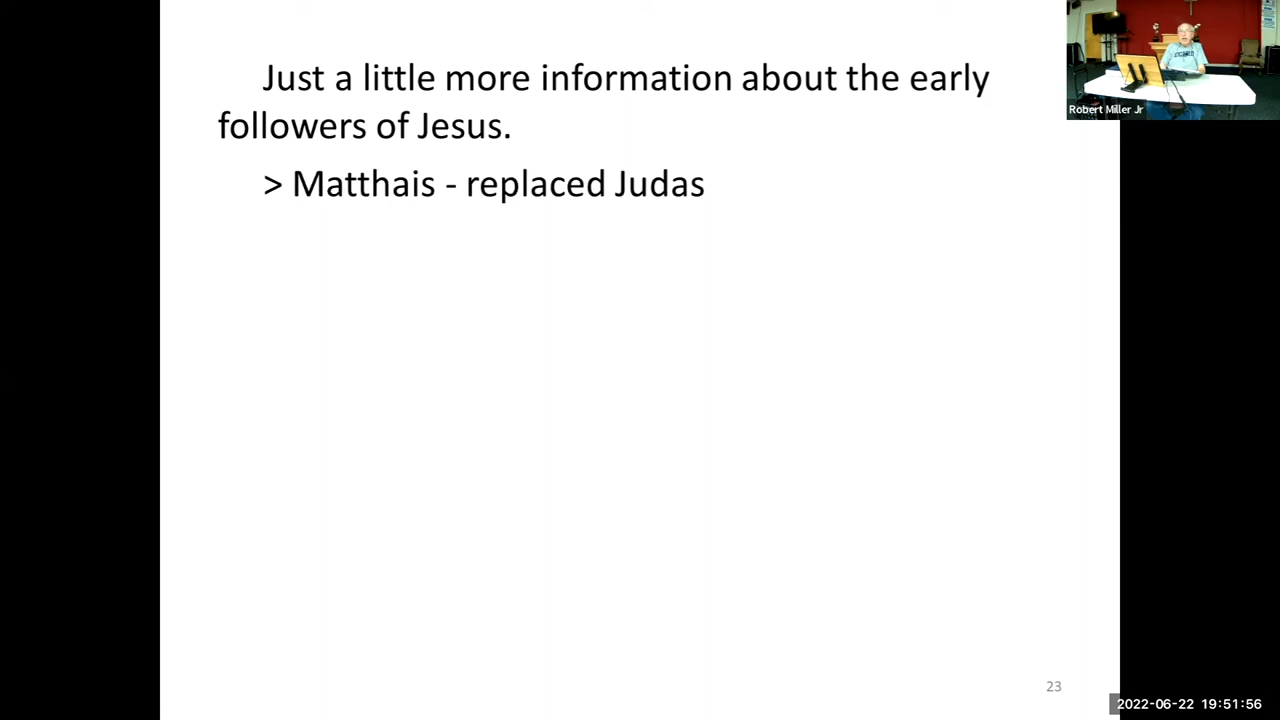 Just a little more information about the early
followers of Jesus.
> Matthais - replaced Judas
Robert Miller Jr
23
2022-06-22 19:51:56